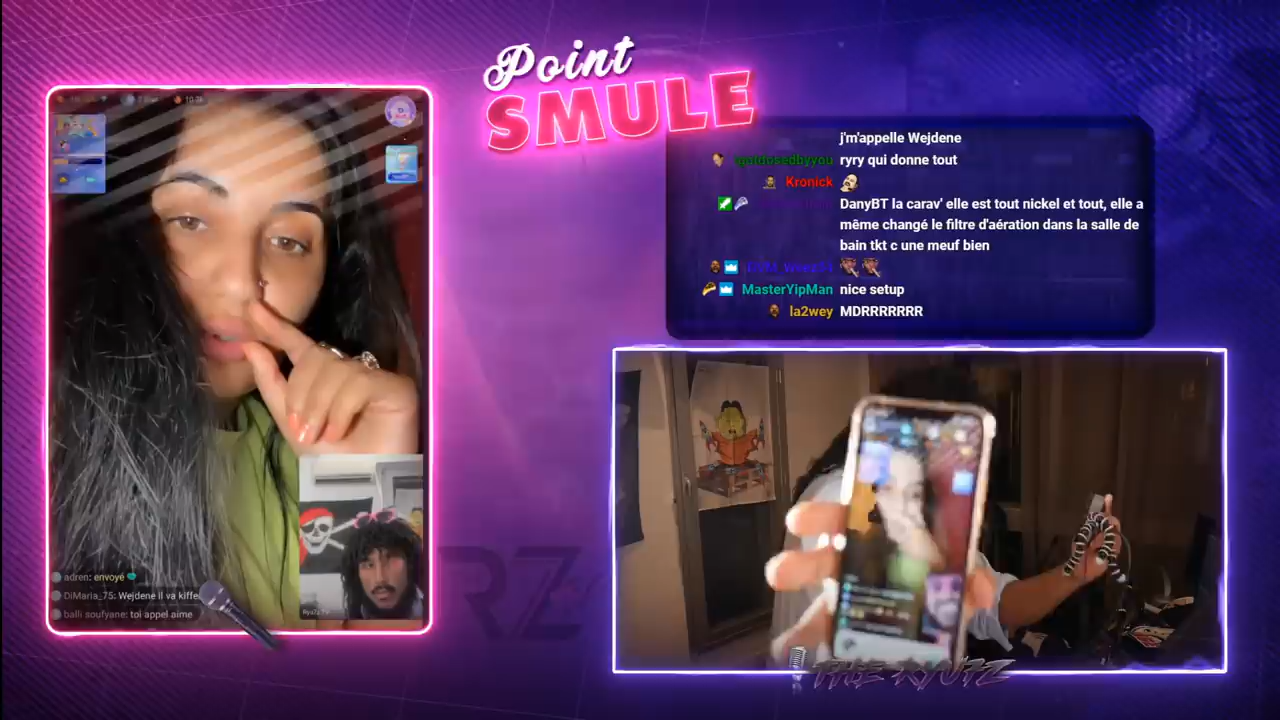 Point
SMULE
j'm'appelle Wejdene
ryry qui donne tout
Kronick
DanyBT la carav' elle est tout nickel et tout, elle a
même changé le filtre d'aération dans la salle de
bain tkt c une meuf bien
MasterYipMan nice setup
la2wey MDRRRRRRR
adren: envoyé
DiMaria_75: Wejdene il va kiffe
balli soufyane: toi appel aime
RZ
THE RYU7Z